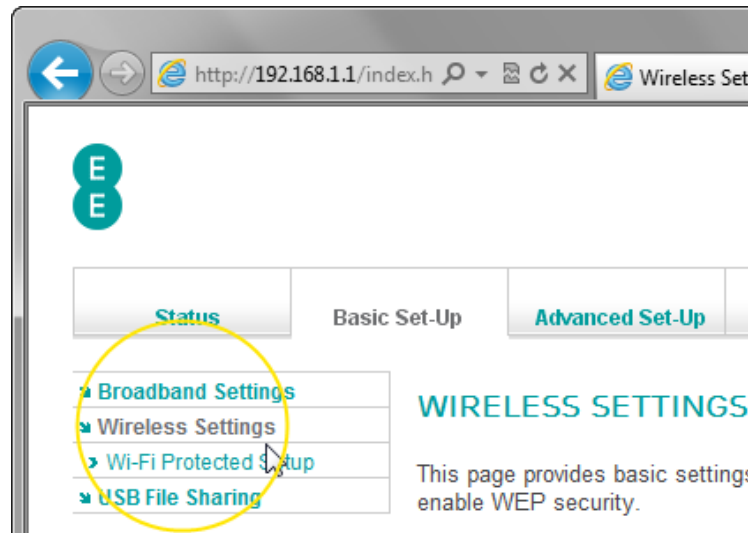 http://192.168.1.1/index.h
Wireless Set
E
E
Status
Basic Set-Up
Advanced Set-Up
Broadband Settings
Wireless Settings
Wi-Fi Protected Setup
USB File Sharing
WIRELESS SETTINGS
This page provides basic settings
enable WEP security.